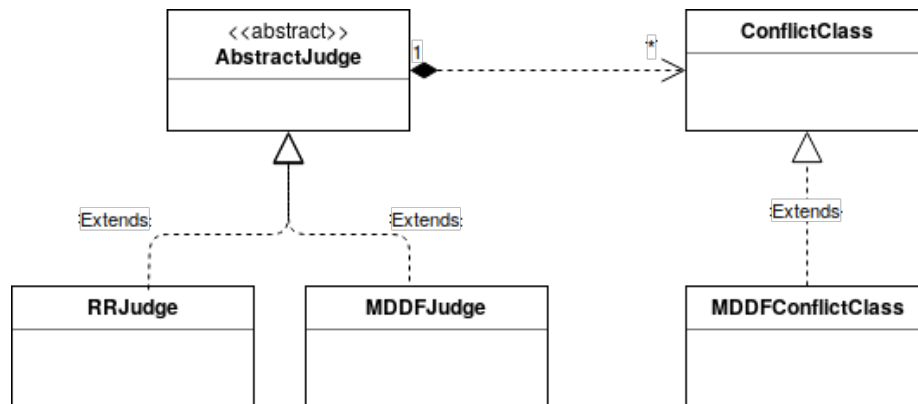 <<abstract>>
AbstractJudge
1
*
ConflictClass
Extends
Extends
Extends
RRJudge
MDDFJudge
MDDFConflictClass